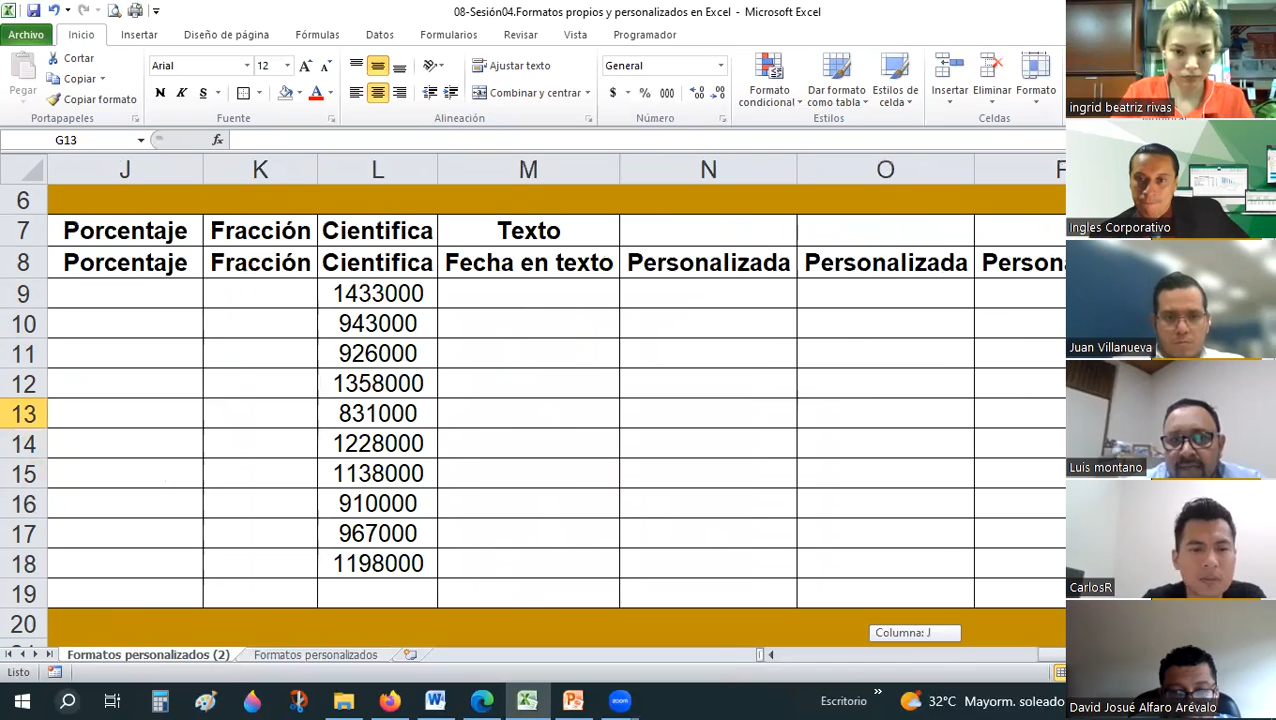 08-Sesión04.Formatos propios y personalizados en Excel - Microsoft Excel
Archivo Inicio Insertar Diseño de página Fórmulas Datos Formularios Revisar Vista Programador
Pegar
Cortar
Copiar
Copiar formato
Portapapeles
Arial 12
N K S
Fuente
Ajustar texto
Combinar y centrar
Alineación
General
$ % 000
Número
Formato condicional
Dar formato como tabla
Estilos de celda
Estilos
Insertar Eliminar Formato
Celdas
G13 fx
J K L M N O
6
7 Porcentaje Fracción Cientifica Texto
8 Porcentaje Fracción Cientifica Fecha en texto Personalizada Personalizada Persona
9 1433000
10 943000
11 926000
12 1358000
13 831000
14 1228000
15 1138000
16 910000
17 967000
18 1198000
19
20
Columna: J
Formatos personalizados (2) Formatos personalizados
Listo
Escritorio » 32°C Mayorm. soleado
zoom
ingrid beatriz rivas
Ingles Corporativo
Juan Villanueva
Luis montano
CarlosR
David Josué Alfaro Arévalo